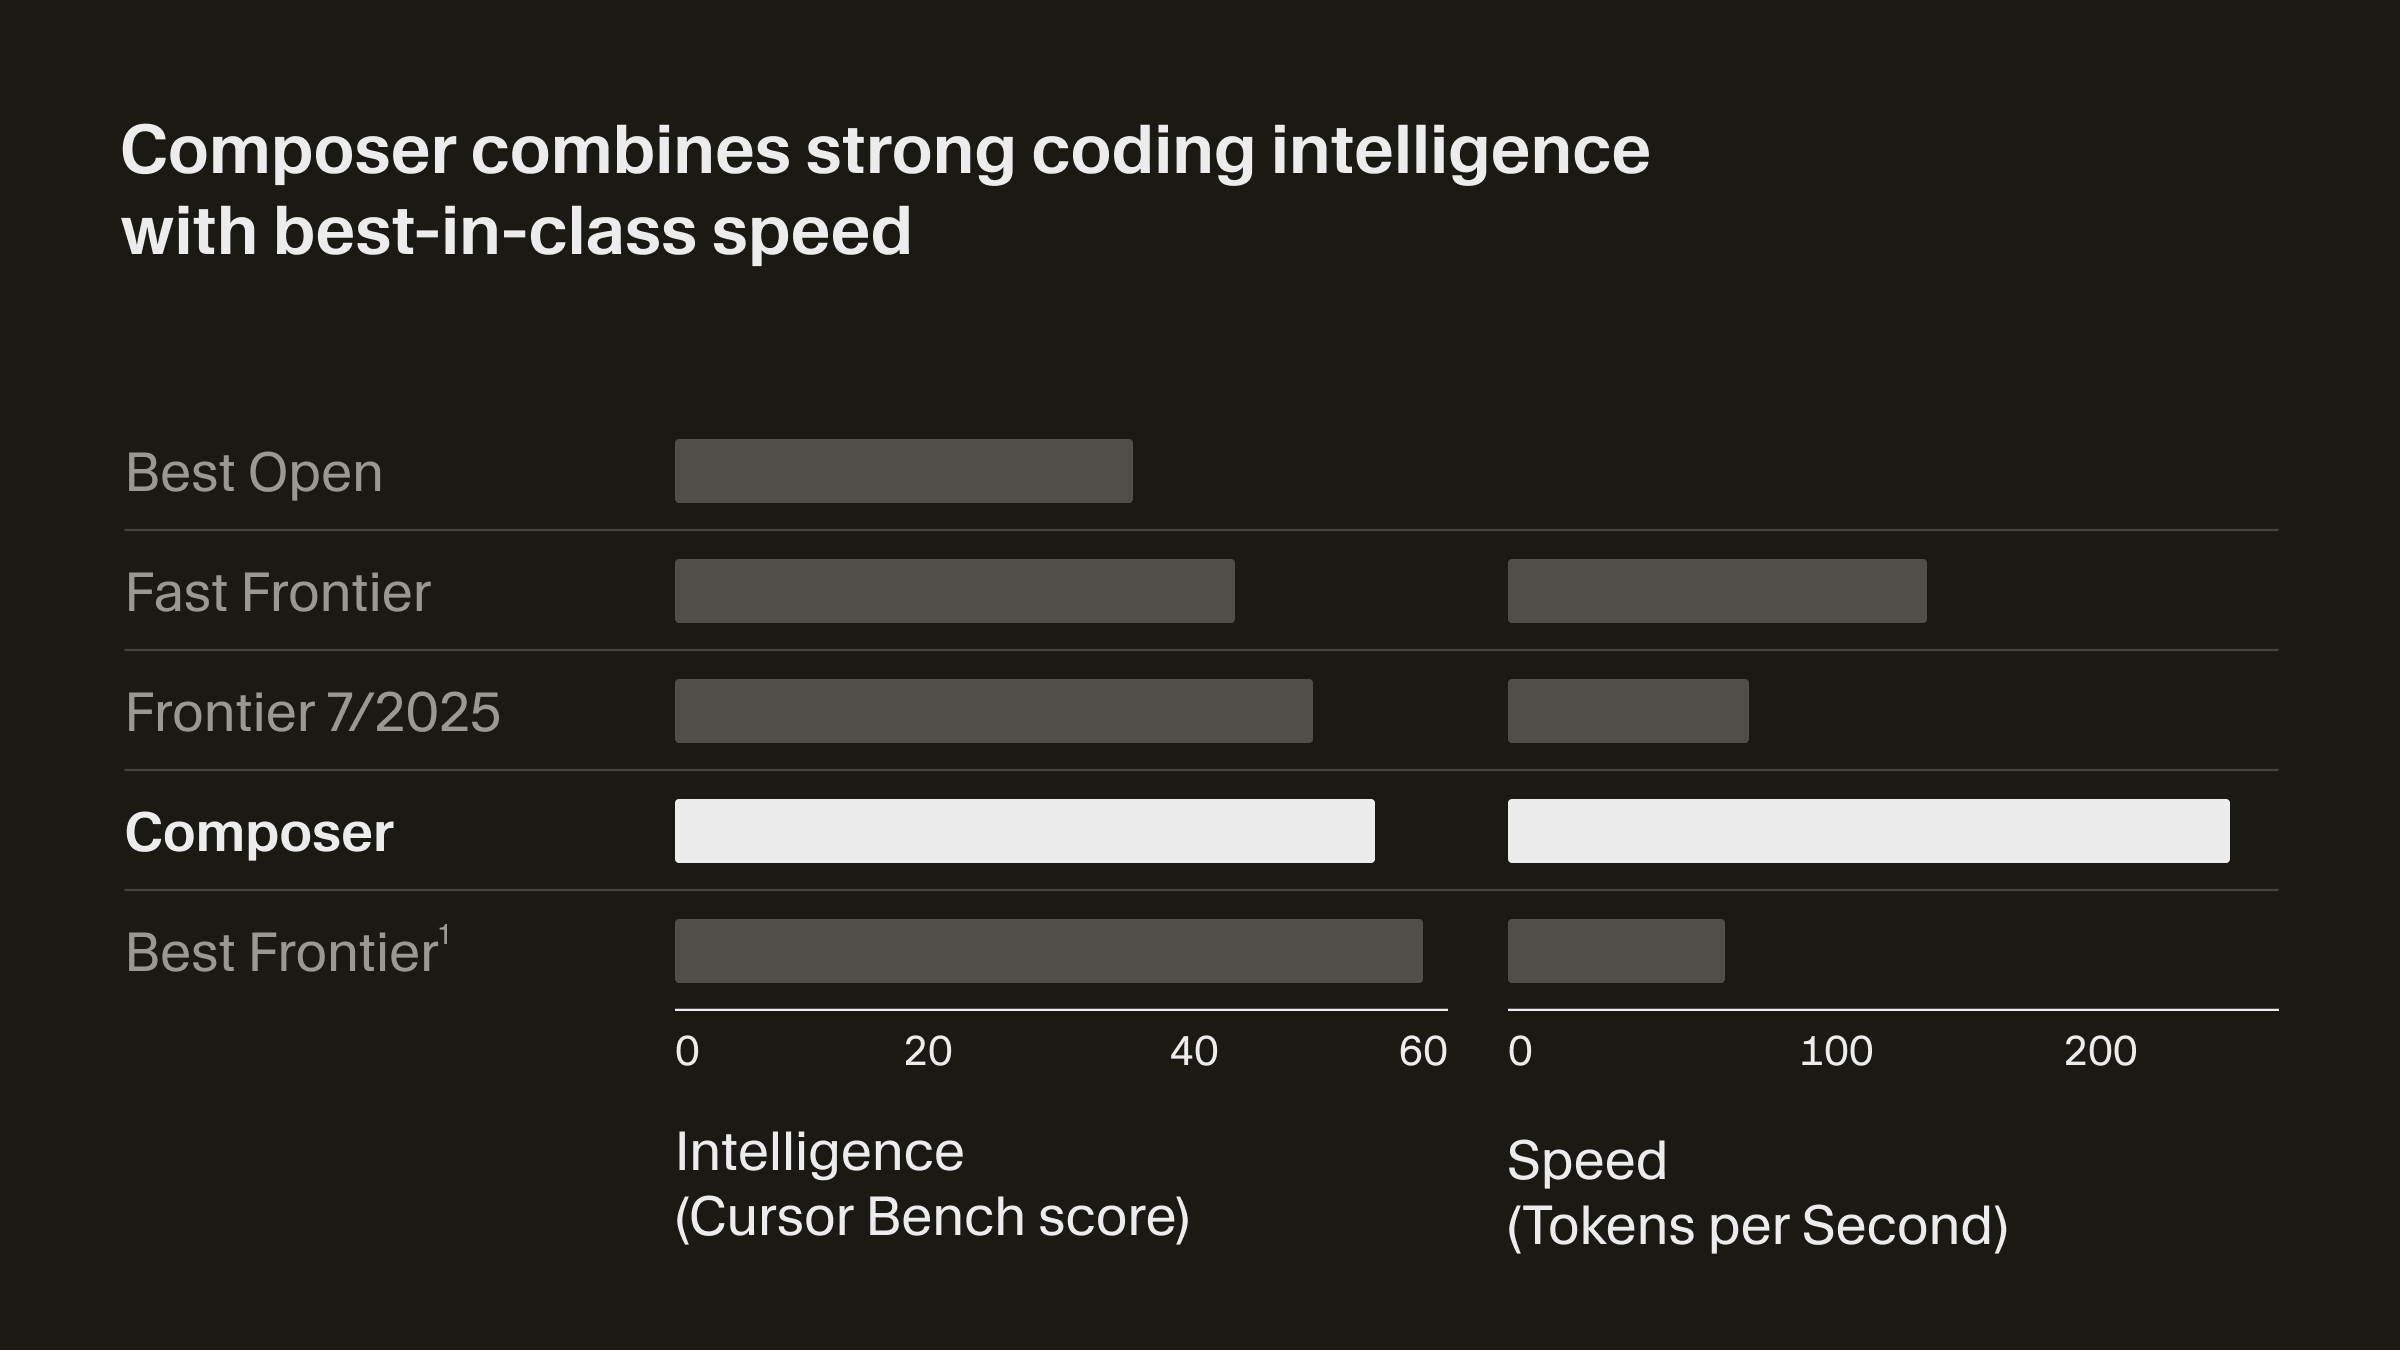 Composer combines strong coding intelligence
with best-in-class speed
Best Open
Fast Frontier
Frontier 7/2025
Composer
Best Frontier¹
0 20 40 60 0 100 200
Intelligence
(Cursor Bench score)
Speed
(Tokens per Second)